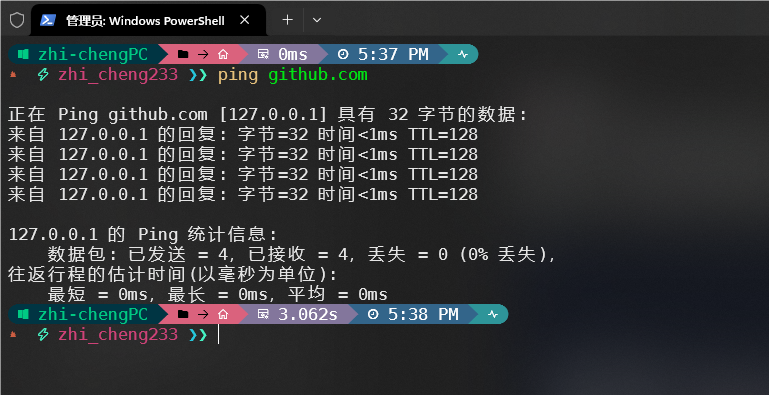 管理员: Windows PowerShell
zhi-chengPC 0ms 5:37 PM
zhi_cheng233 ❯❯ ping github.com
正在 Ping github.com [127.0.0.1] 具有 32 字节的数据:
来自 127.0.0.1 的回复: 字节=32 时间<1ms TTL=128
来自 127.0.0.1 的回复: 字节=32 时间<1ms TTL=128
来自 127.0.0.1 的回复: 字节=32 时间<1ms TTL=128
来自 127.0.0.1 的回复: 字节=32 时间<1ms TTL=128
127.0.0.1 的 Ping 统计信息:
数据包: 已发送 = 4, 已接收 = 4, 丢失 = 0 (0% 丢失),
往返行程的估计时间(以毫秒为单位):
最短 = 0ms, 最长 = 0ms, 平均 = 0ms
zhi-chengPC 3.062s 5:38 PM
zhi_cheng233 ❯❯